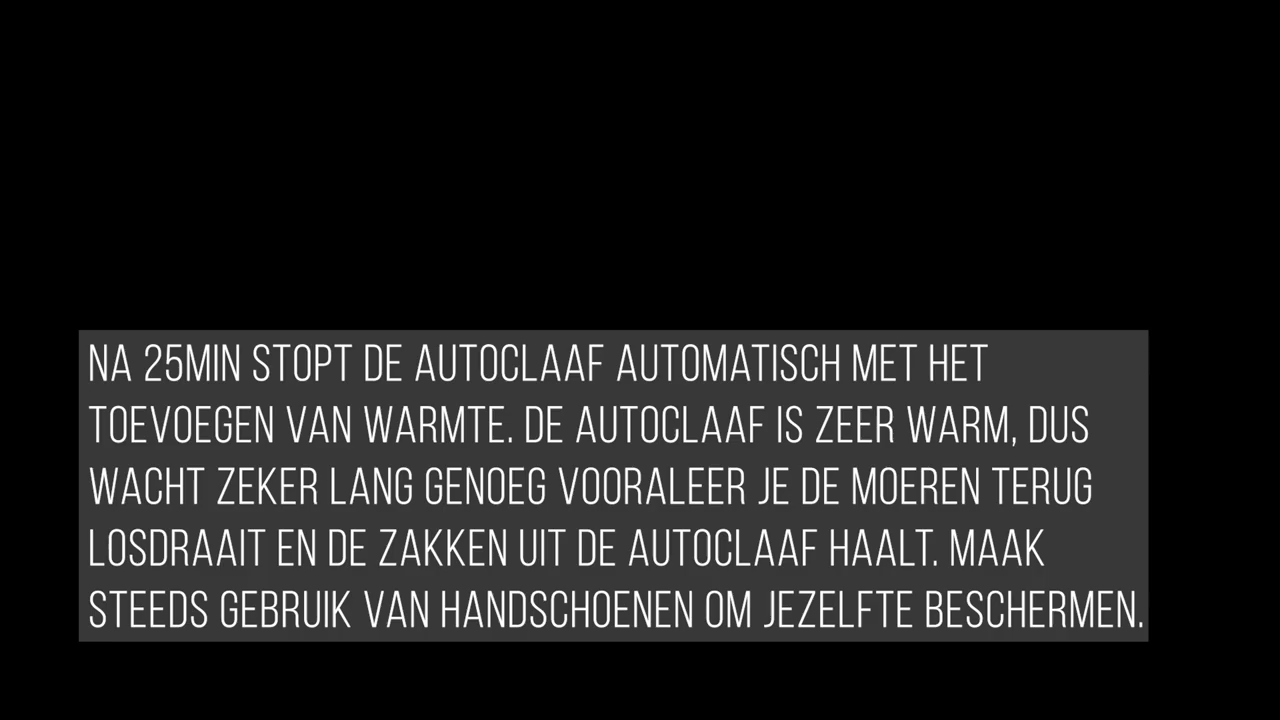 NA 25MIN STOPT DE AUTOCLAAF AUTOMATISCH MET HET
TOEVOEGEN VAN WARMTE. DE AUTOCLAAF IS ZEER WARM, DUS
WACHT ZEKER LANG GENOEG VOORALEER JE DE MOEREN TERUG
LOSDRAAIT EN DE ZAKKEN UIT DE AUTOCLAAF HAALT. MAAK
STEEDS GEBRUIK VAN HANDSCHOENEN OM JEZELFTE BESCHERMEN.